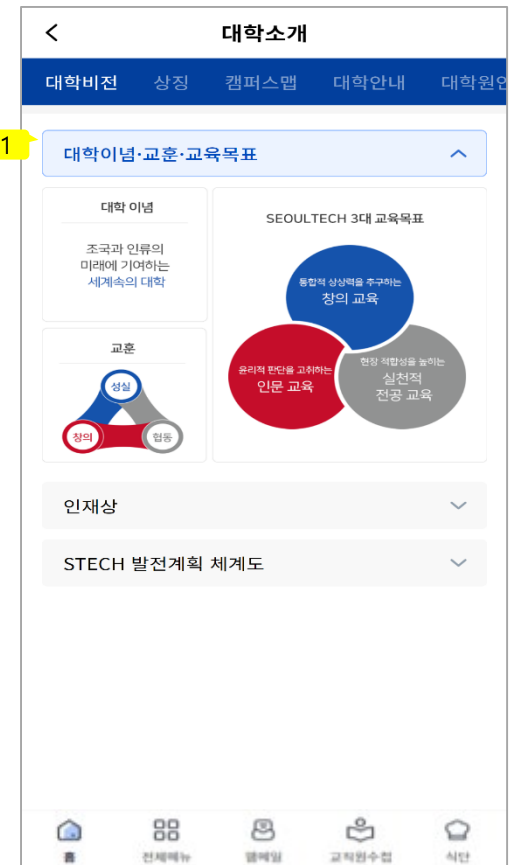 대학소개
대학비전 상징 캠퍼스맵 대학안내 대학원안
1
대학이념·교훈·교육목표
대학 이념
조국과 인류의
미래에 기여하는
세계속의 대학
교훈
성실
창의
협동
SEOULTECH 3대 교육목표
통합적 상상력을 추구하는
창의 교육
윤리적 판단을 고취하는
인문 교육
현장 적합성을 높히는
실천적
전공 교육
인재상
STECH 발전계획 체계도
홈 전체메뉴 웹메일 교직원수첩 식단